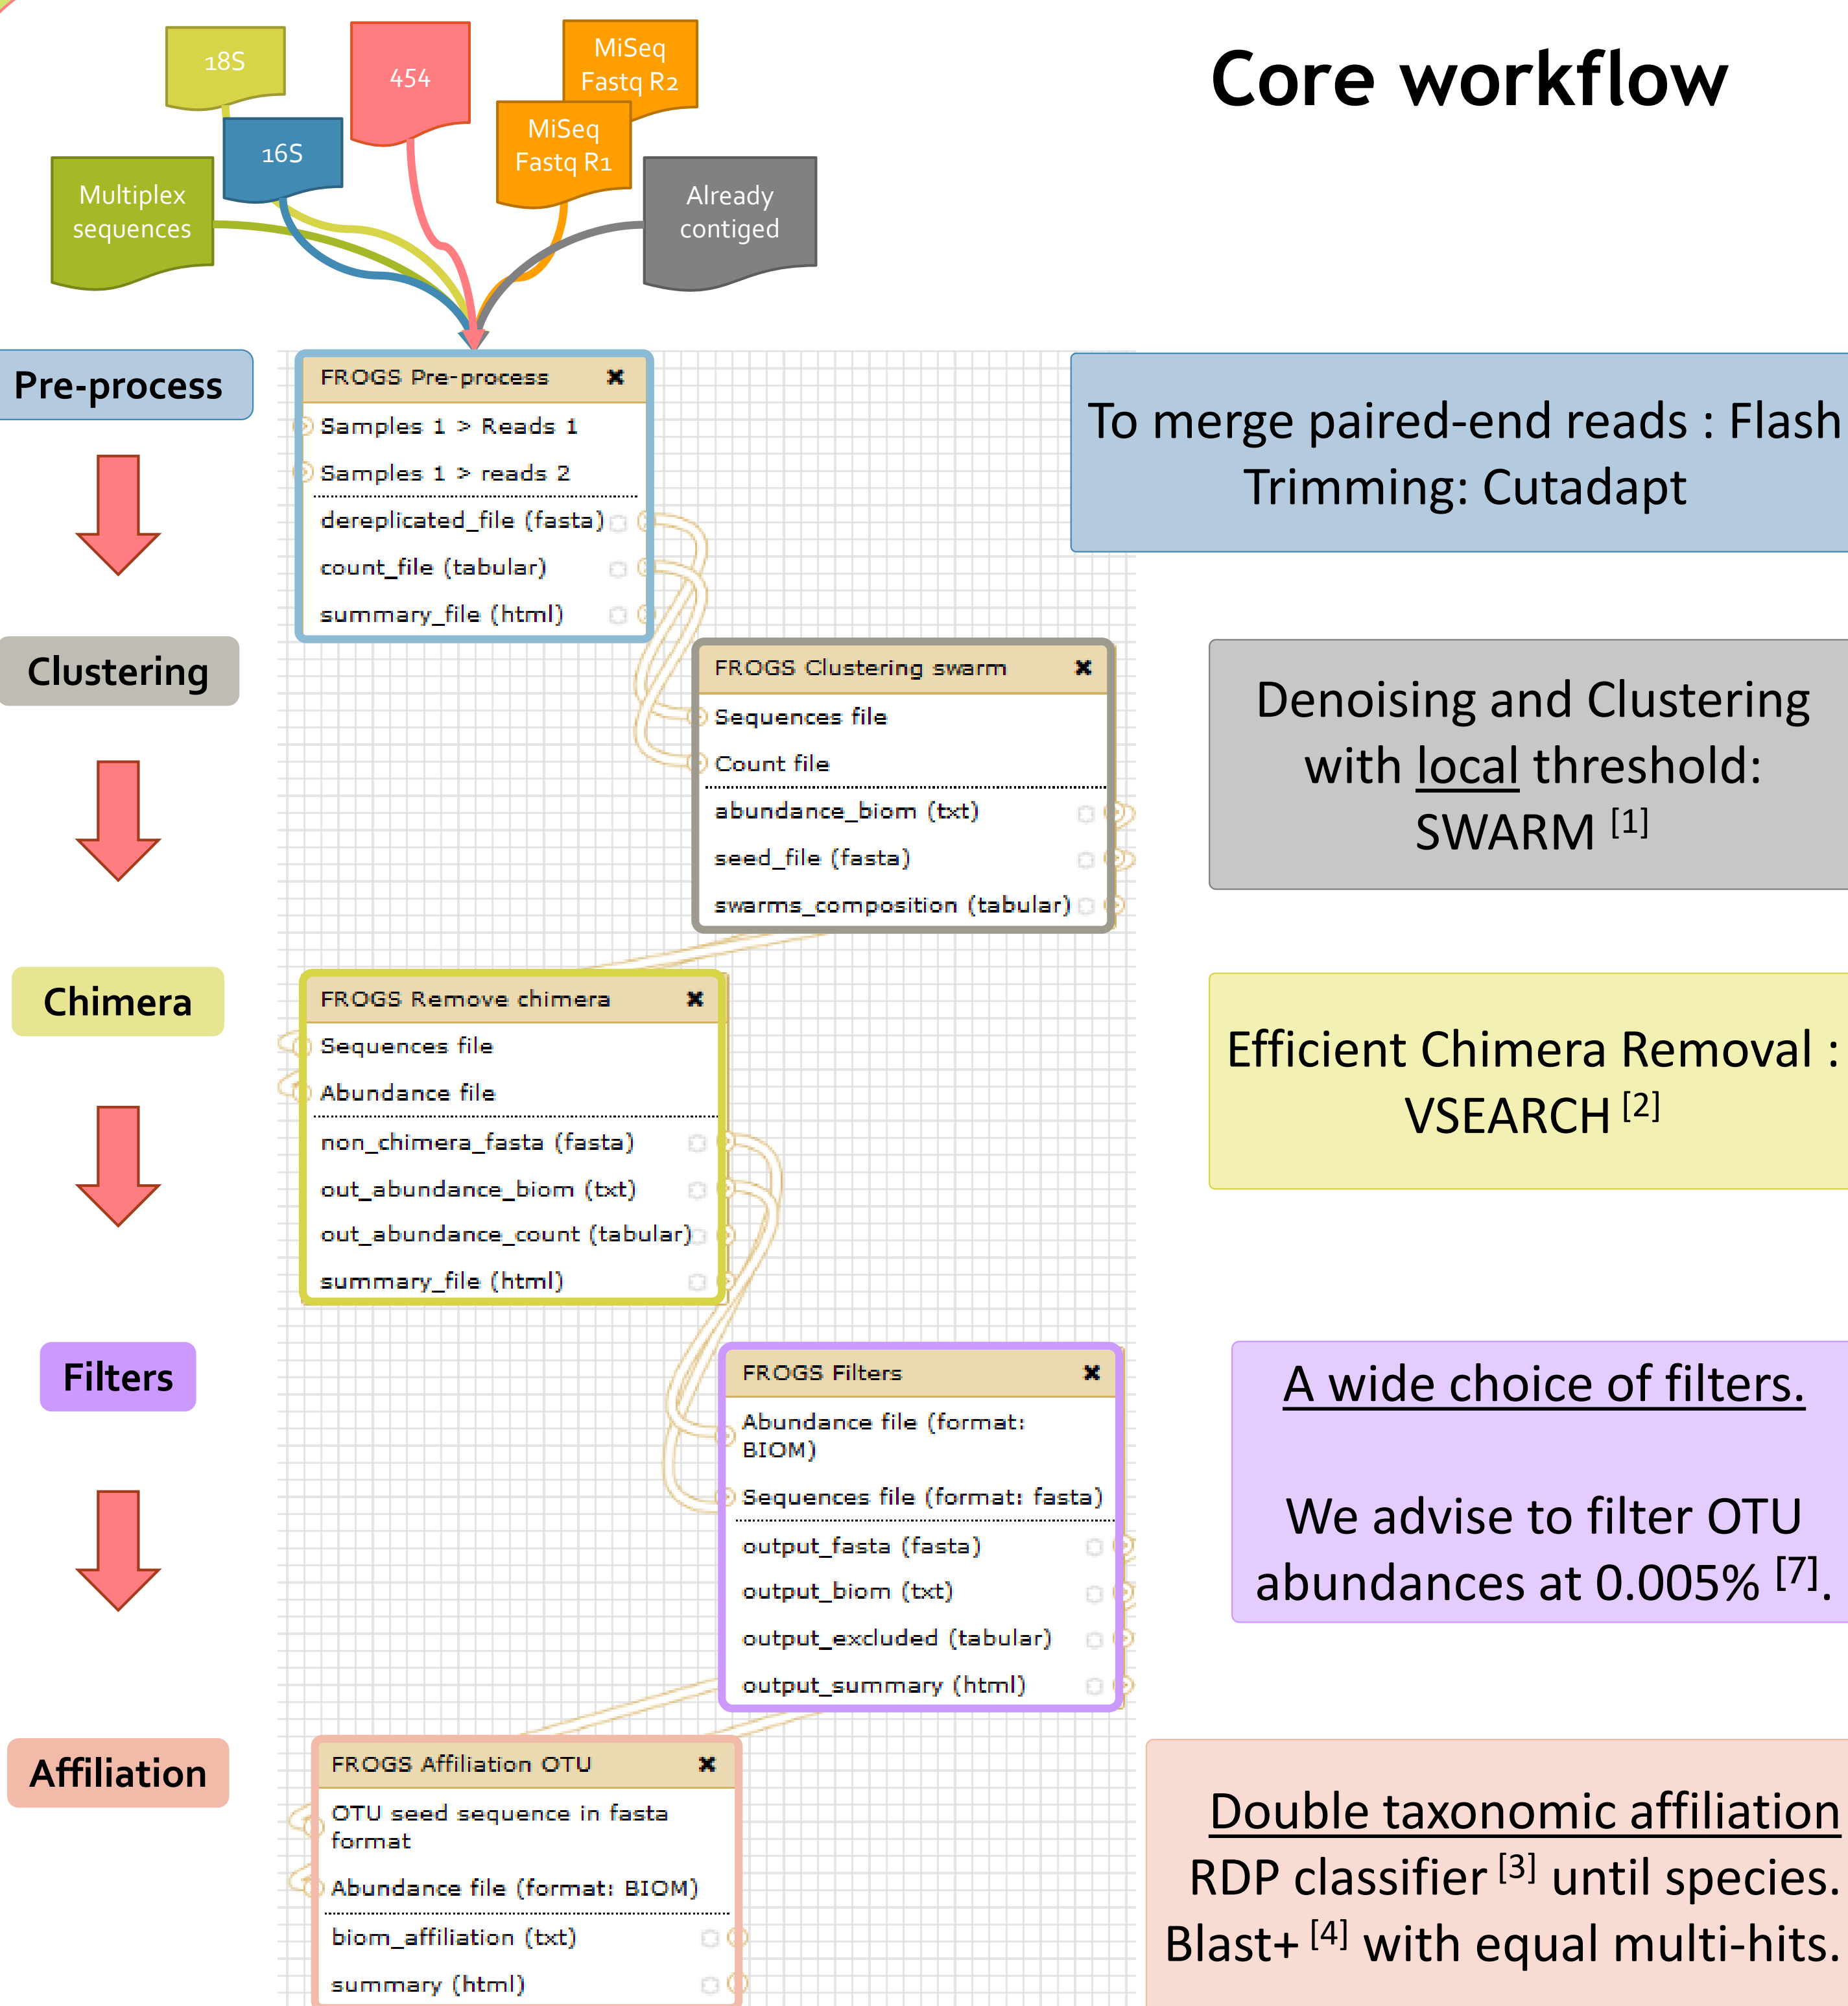 Core workflow
18S
454
MiSeq
Fastq R2
16S
MiSeq
Fastq R1
Multiplex
sequences
Already
contiged
Pre-process
FROGS Pre-process
Samples 1 > Reads 1
Samples 1 > reads 2
dereplicated_file (fasta)
count_file (tabular)
summary_file (html)
To merge paired-end reads : Flash
Trimming: Cutadapt
Clustering
FROGS Clustering swarm
Sequences file
Count file
abundance_biom (txt)
seed_file (fasta)
swarms_composition (tabular)
Denoising and Clustering
with local threshold:
SWARM [1]
Chimera
FROGS Remove chimera
Sequences file
Abundance file
non_chimera_fasta (fasta)
out_abundance_biom (txt)
out_abundance_count (tabular)
summary_file (html)
Efficient Chimera Removal :
VSEARCH [2]
Filters
FROGS Filters
Abundance file (format:
BIOM)
Sequences file (format: fasta)
output_fasta (fasta)
output_biom (txt)
output_excluded (tabular)
output_summary (html)
A wide choice of filters.
We advise to filter OTU
abundances at 0.005% [7].
Affiliation
FROGS Affiliation OTU
OTU seed sequence in fasta
format
Abundance file (format: BIOM)
biom_affiliation (txt)
summary (html)
Double taxonomic affiliation
RDP classifier [3] until species.
Blast+ [4] with equal multi-hits.